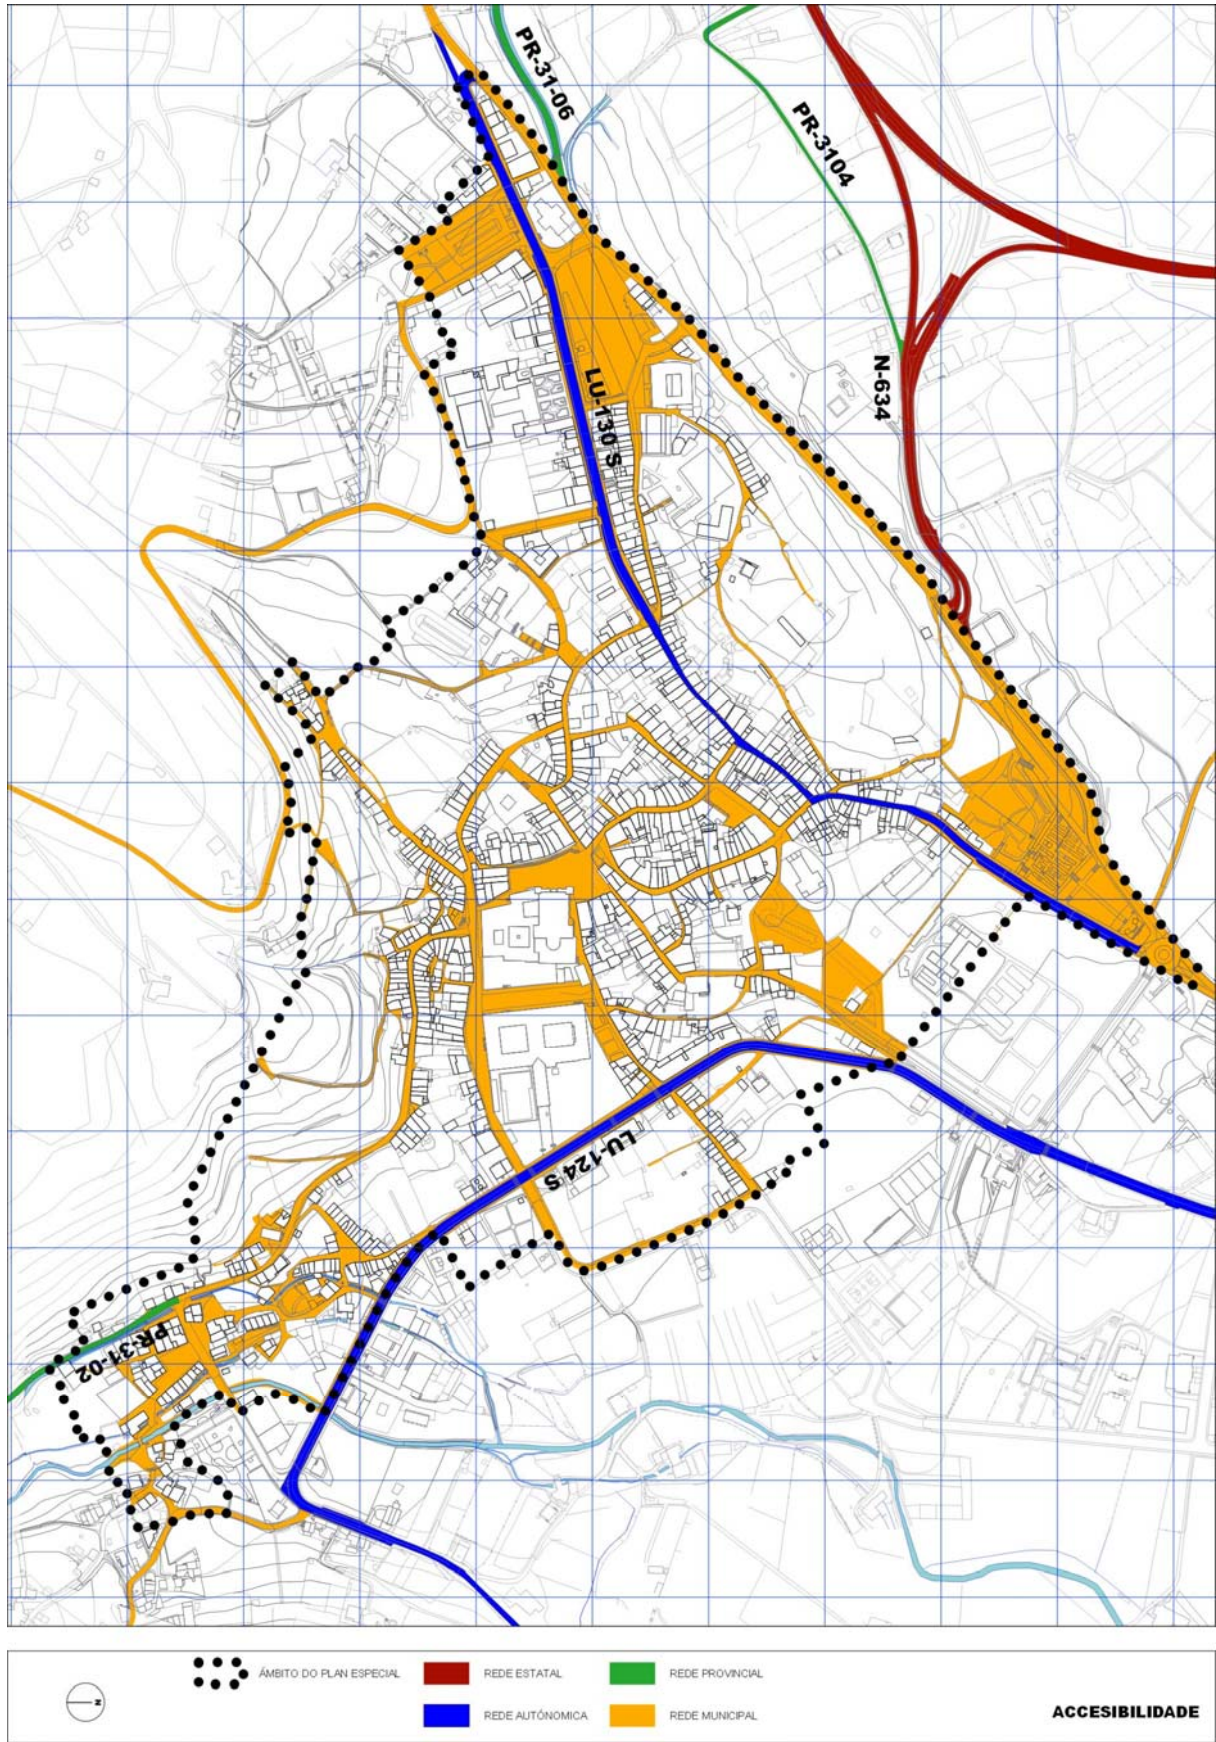 PR-31-06
PR-3104
N-634
LU-130 S
LU-124 S
PR-31-02
ÁMBITO DO PLAN ESPECIAL
REDE ESTATAL
REDE PROVINCIAL
REDE AUTÓNOMICA
REDE MUNICIPAL
N
ACCESIBILIDADE